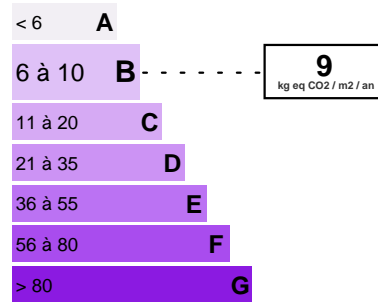 < 6 A
6 à 10 B
9
kg eq CO2 / m2 / an
11 à 20 C
21 à 35 D
36 à 55 E
56 à 80 F
> 80 G